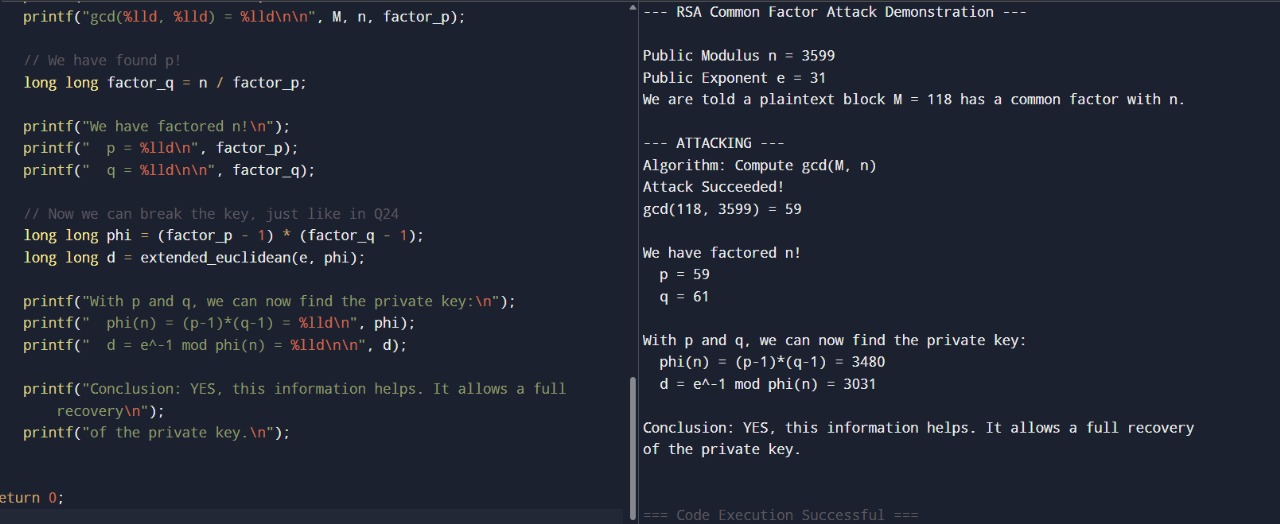 printf("gcd(%lld, %lld) = %lld\n\n", M, n, factor_p);
// We have found p!
long long factor_q = n / factor_p;
printf("We have factored n!\n");
printf("  p = %lld\n", factor_p);
printf("  q = %lld\n\n", factor_q);
// Now we can break the key, just like in Q24
long long phi = (factor_p - 1) * (factor_q - 1);
long long d = extended_euclidean(e, phi);
printf("With p and q, we can now find the private key:\n");
printf("  phi(n) = (p-1)*(q-1) = %lld\n", phi);
printf("  d = e^-1 mod phi(n) = %lld\n\n", d);
printf("Conclusion: YES, this information helps. It allows a full
recovery\n");
printf("of the private key.\n");
eturn 0;
--- RSA Common Factor Attack Demonstration ---
Public Modulus n = 3599
Public Exponent e = 31
We are told a plaintext block M = 118 has a common factor with n.
--- ATTACKING ---
Algorithm: Compute gcd(M, n)
Attack Succeeded!
gcd(118, 3599) = 59
We have factored n!
p = 59
q = 61
With p and q, we can now find the private key:
phi(n) = (p-1)*(q-1) = 3480
d = e^-1 mod phi(n) = 3031
Conclusion: YES, this information helps. It allows a full recovery
of the private key.
=== Code Execution Successful ===